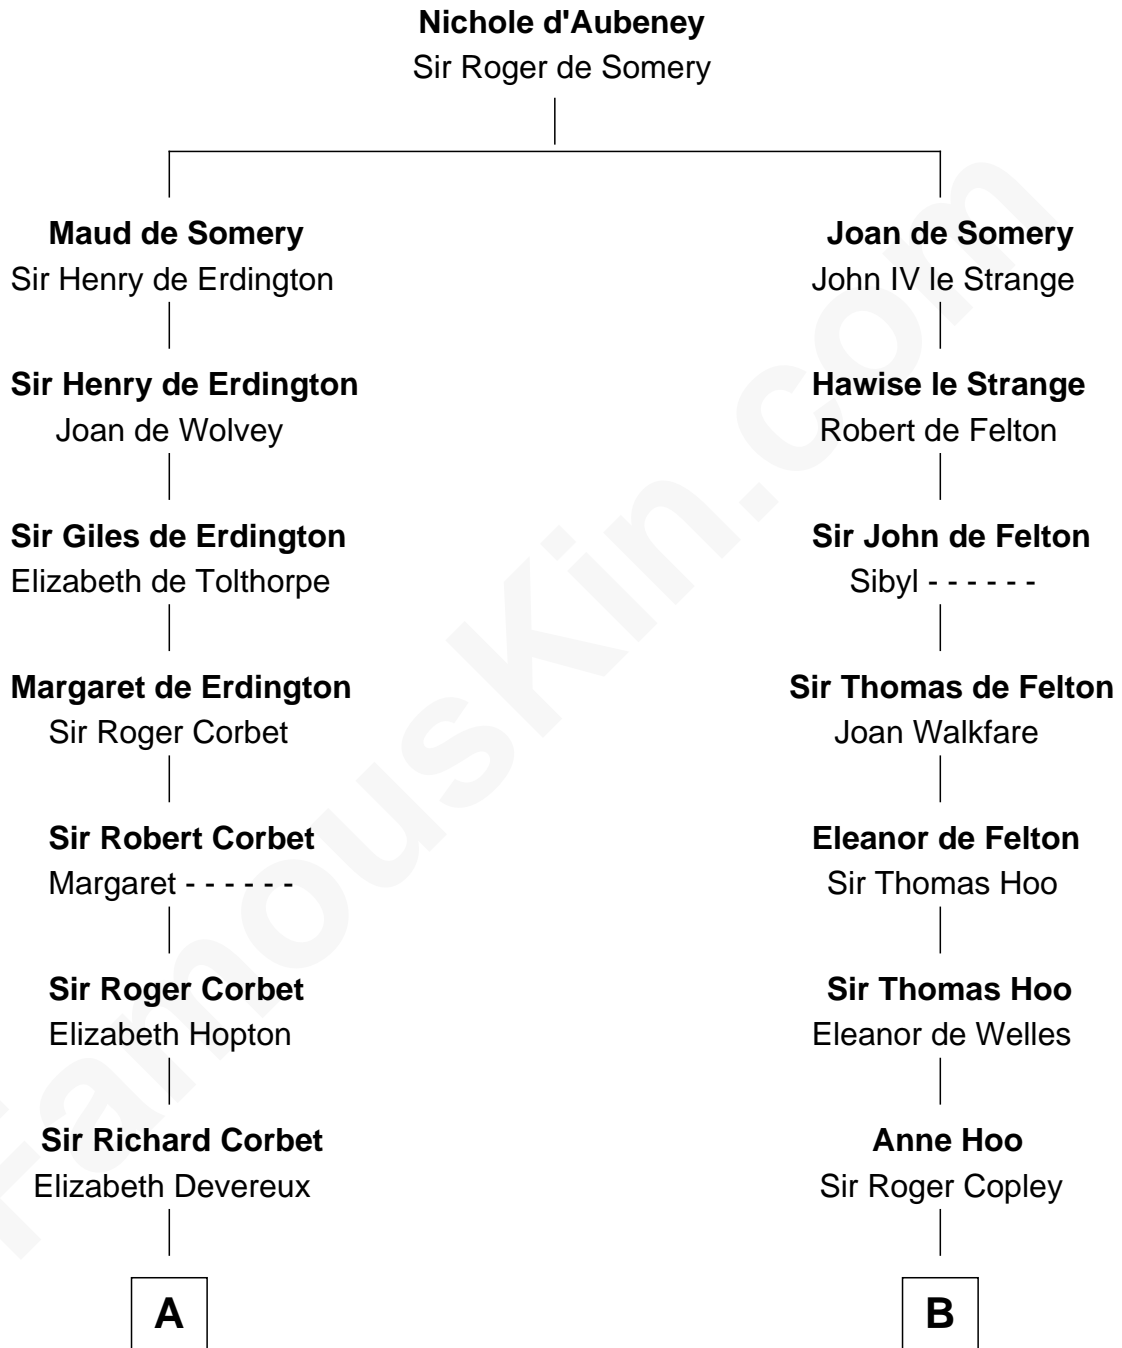 Nichole d'Aubeney
Sir Roger de Somery
Maud de Somery
Sir Henry de Erdington
Sir Henry de Erdington
Joan de Wolvey
Sir Giles de Erdington
Elizabeth de Tolthorpe
Margaret de Erdington
Sir Roger Corbet
Sir Robert Corbet
Margaret - - - - - -
Sir Roger Corbet
Elizabeth Hopton
Sir Richard Corbet
Elizabeth Devereux
A
Joan de Somery
John IV le Strange
Hawise le Strange
Robert de Felton
Sir John de Felton
Sibyl - - - - - -
Sir Thomas de Felton
Joan Walkfare
Eleanor de Felton
Sir Thomas Hoo
Sir Thomas Hoo
Eleanor de Welles
Anne Hoo
Sir Roger Copley
B
FamousKin.com